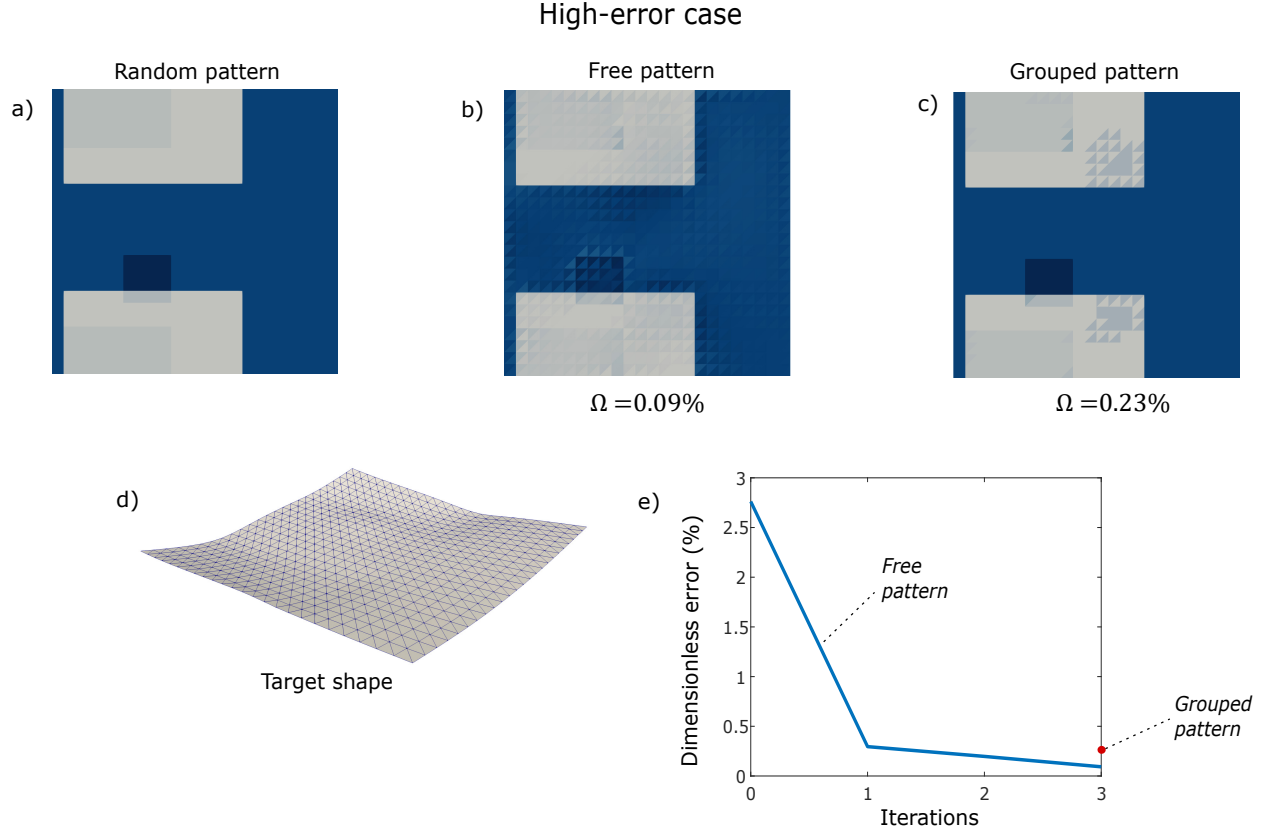 High-error case
Random pattern
Free pattern
Grouped pattern
a)
b)
c)
Ω =0.09%
Ω =0.23%
d)
Target shape
e)
Dimensionless error (%)
3
2.5
2
1.5
1
0.5
0
Free
pattern
Grouped
pattern
0 1 2 3
Iterations